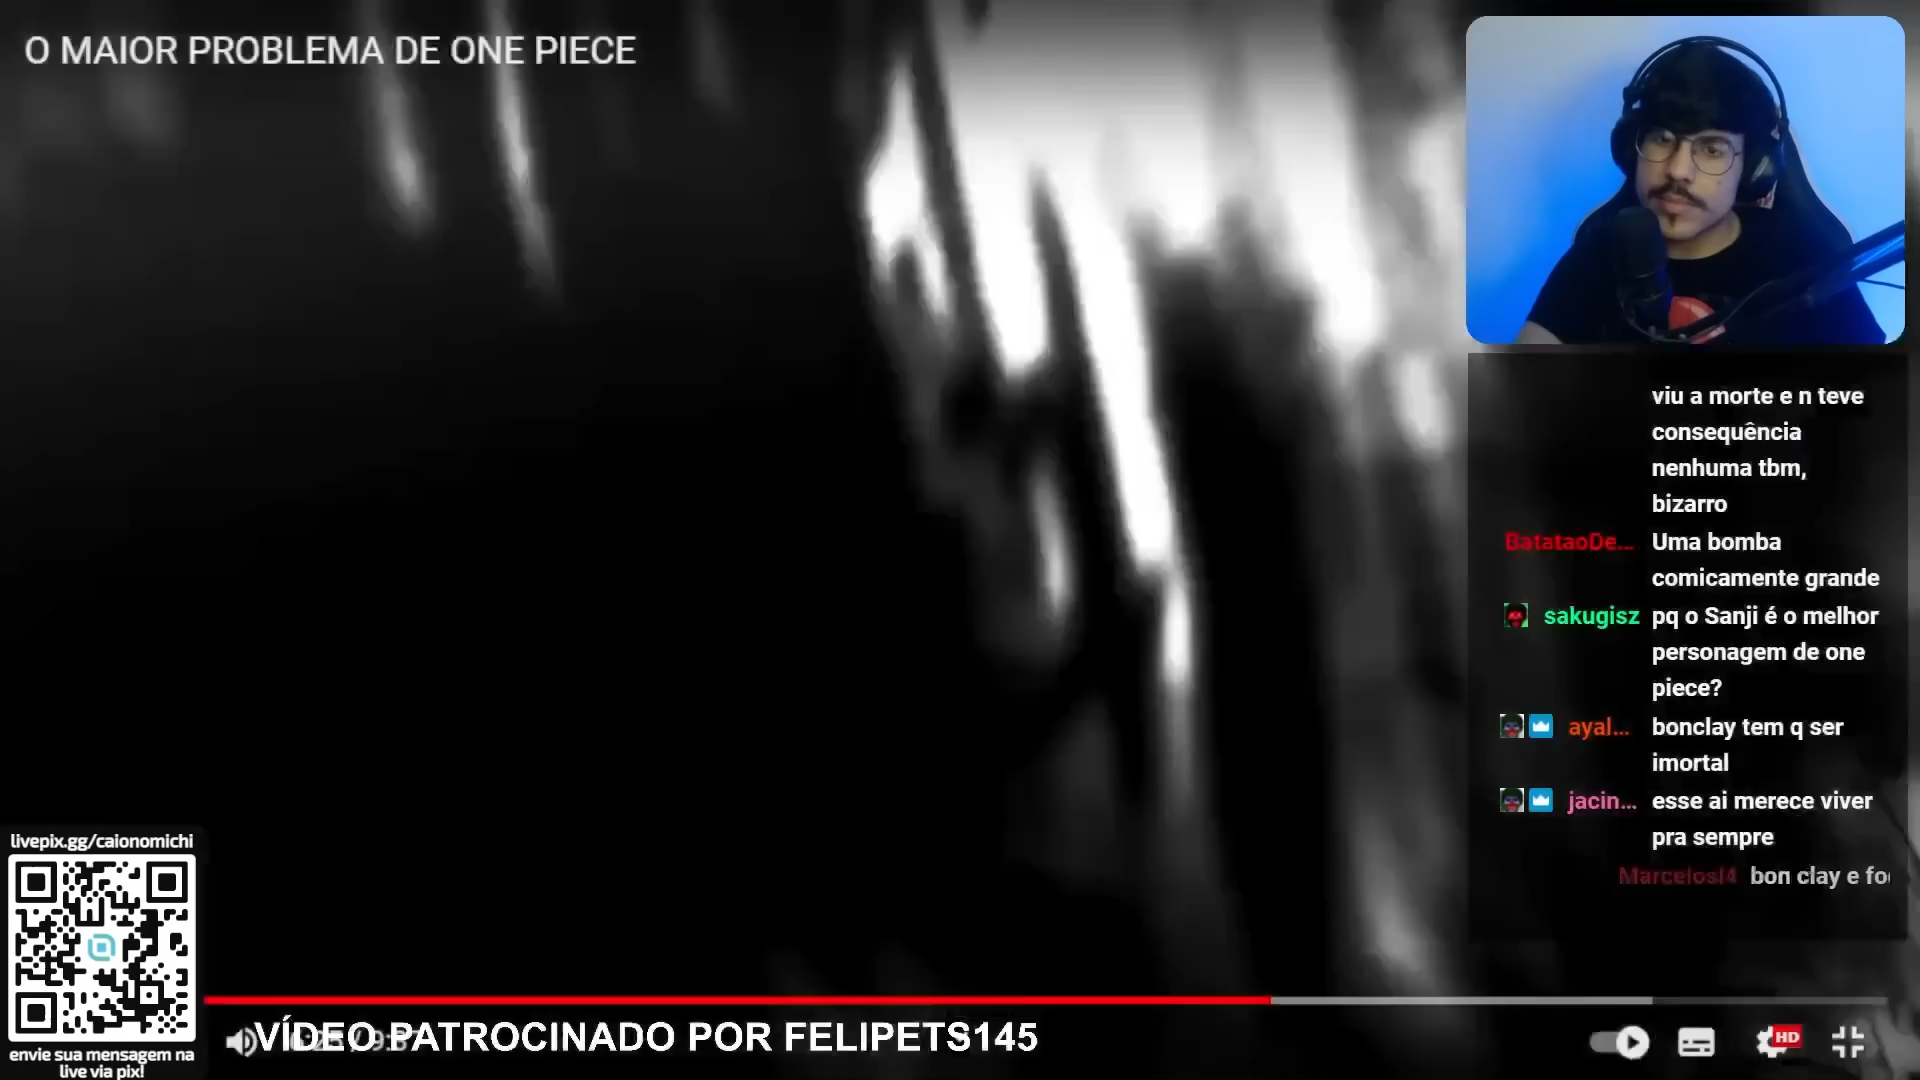 O MAIOR PROBLEMA DE ONE PIECE
viu a morte e n teve
consequência
nenhuma tbm,
bizarro
BatataoDe... Uma bomba
comicamente grande
sakugisz pq o Sanji é o melhor
personagem de one
piece?
ayal... bonclay tem q ser
imortal
jacin... esse ai merece viver
pra sempre
Marcelosl4 bon clay e fo
livepix.gg/caionomichi
envie sua mensagem na
live via pix!
VÍDEO PATROCINADO POR FELIPETS145
HD